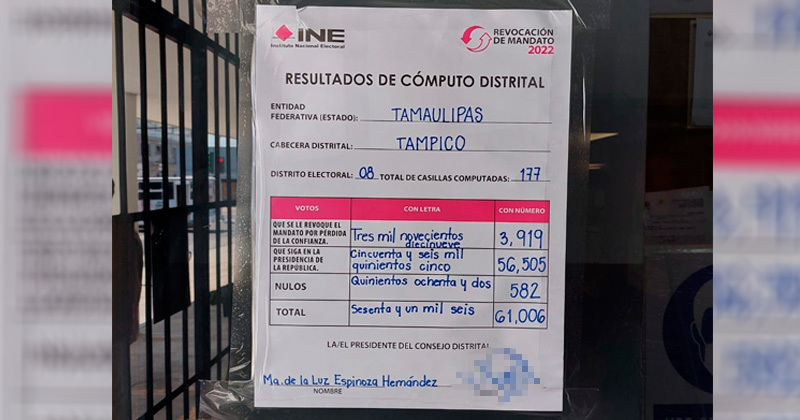 INE
Instituto Nacional Electoral
REVOCACIÓN
DE MANDATO
2022
RESULTADOS DE CÓMPUTO DISTRITAL
ENTIDAD
FEDERATIVA (ESTADO): TAMAULIPAS
CABECERA DISTRITAL: TAMPICO
DISTRITO ELECTORAL: 08 TOTAL DE CASILLAS COMPUTADAS: 177
VOTOS CON LETRA CON NÚMERO
QUE SE LE REVOQUE EL
MANDATO POR PÉRDIDA
DE LA CONFIANZA.
Tres mil novecientos
diecinueve
3,919
QUE SIGA EN LA
PRESIDENCIA DE
LA REPÚBLICA.
Cincuenta y seis mil
quinientos cinco
56,505
NULOS Quinientos ochenta y dos 582
TOTAL Sesenta y un mil seis 61,006
LA/EL PRESIDENTE DEL CONSEJO DISTRITAL
Ma. de la Luz Espinoza Hernández
NOMBRE